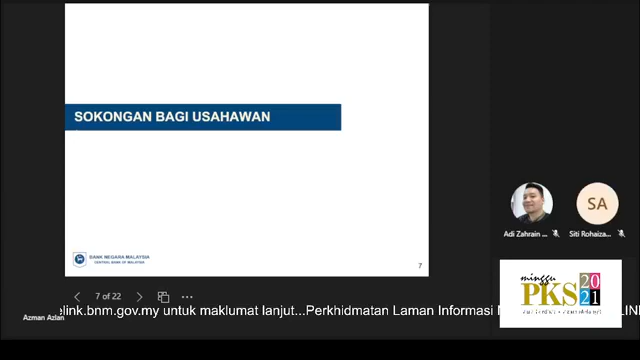 SOKONGAN BAGI USAHAWAN
BANK NEGARA MALAYSIA
CENTRAL BANK OF MALAYSIA
7
7 of 22
SA
Adi Zahrain ...
Siti Rohaiza...
minggu
PKS 2021
elink.bnm.gov.my untuk maklumat lanjut...Perkhidmatan Laman Informasi
LINK
Azman Azlan